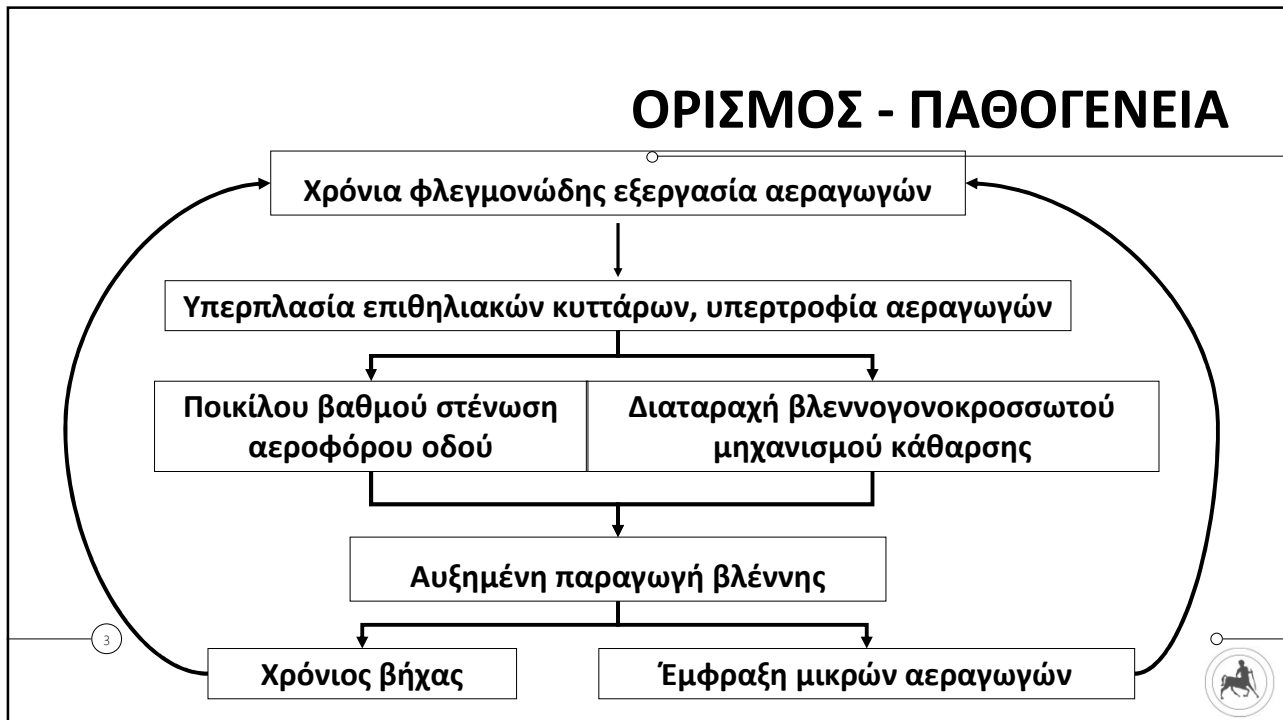 ΟΡΙΣΜΟΣ - ΠΑΘΟΓΕΝΕΙΑ
Χρόνια φλεγμονώδης εξεργασία αεραγωγών
Υπερπλασία επιθηλιακών κυττάρων, υπερτροφία αεραγωγών
Ποικίλου βαθμού στένωση
αεροφόρου οδού
Διαταραχή βλεννογονοκροσσωτού
μηχανισμού κάθαρσης
Αυξημένη παραγωγή βλέννης
3
Χρόνιος βήχας
Έμφραξη μικρών αεραγωγών